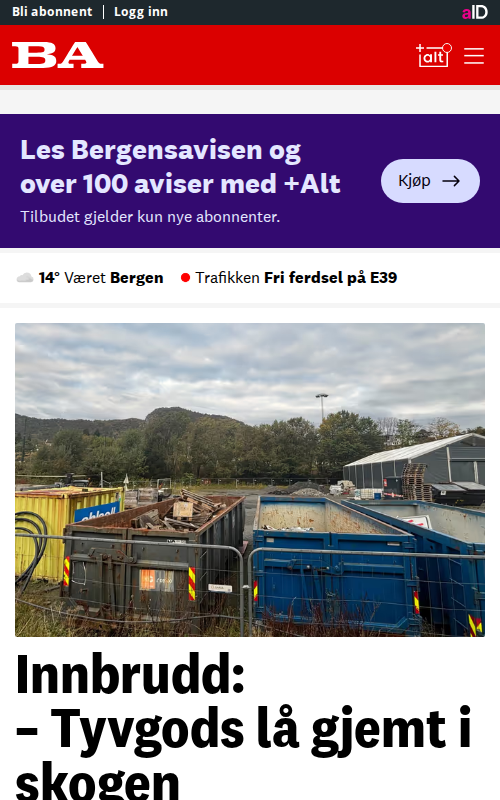 Bli abonnent
Logg inn
aID
BA
+alt
Les Bergensavisen og
over 100 aviser med +Alt
Tilbudet gjelder kun nye abonnenter.
Kjøp
14° Været Bergen
Trafikken Fri ferdsel på E39
Innbrudd:
– Tyvgods lå gjemt i
skogen